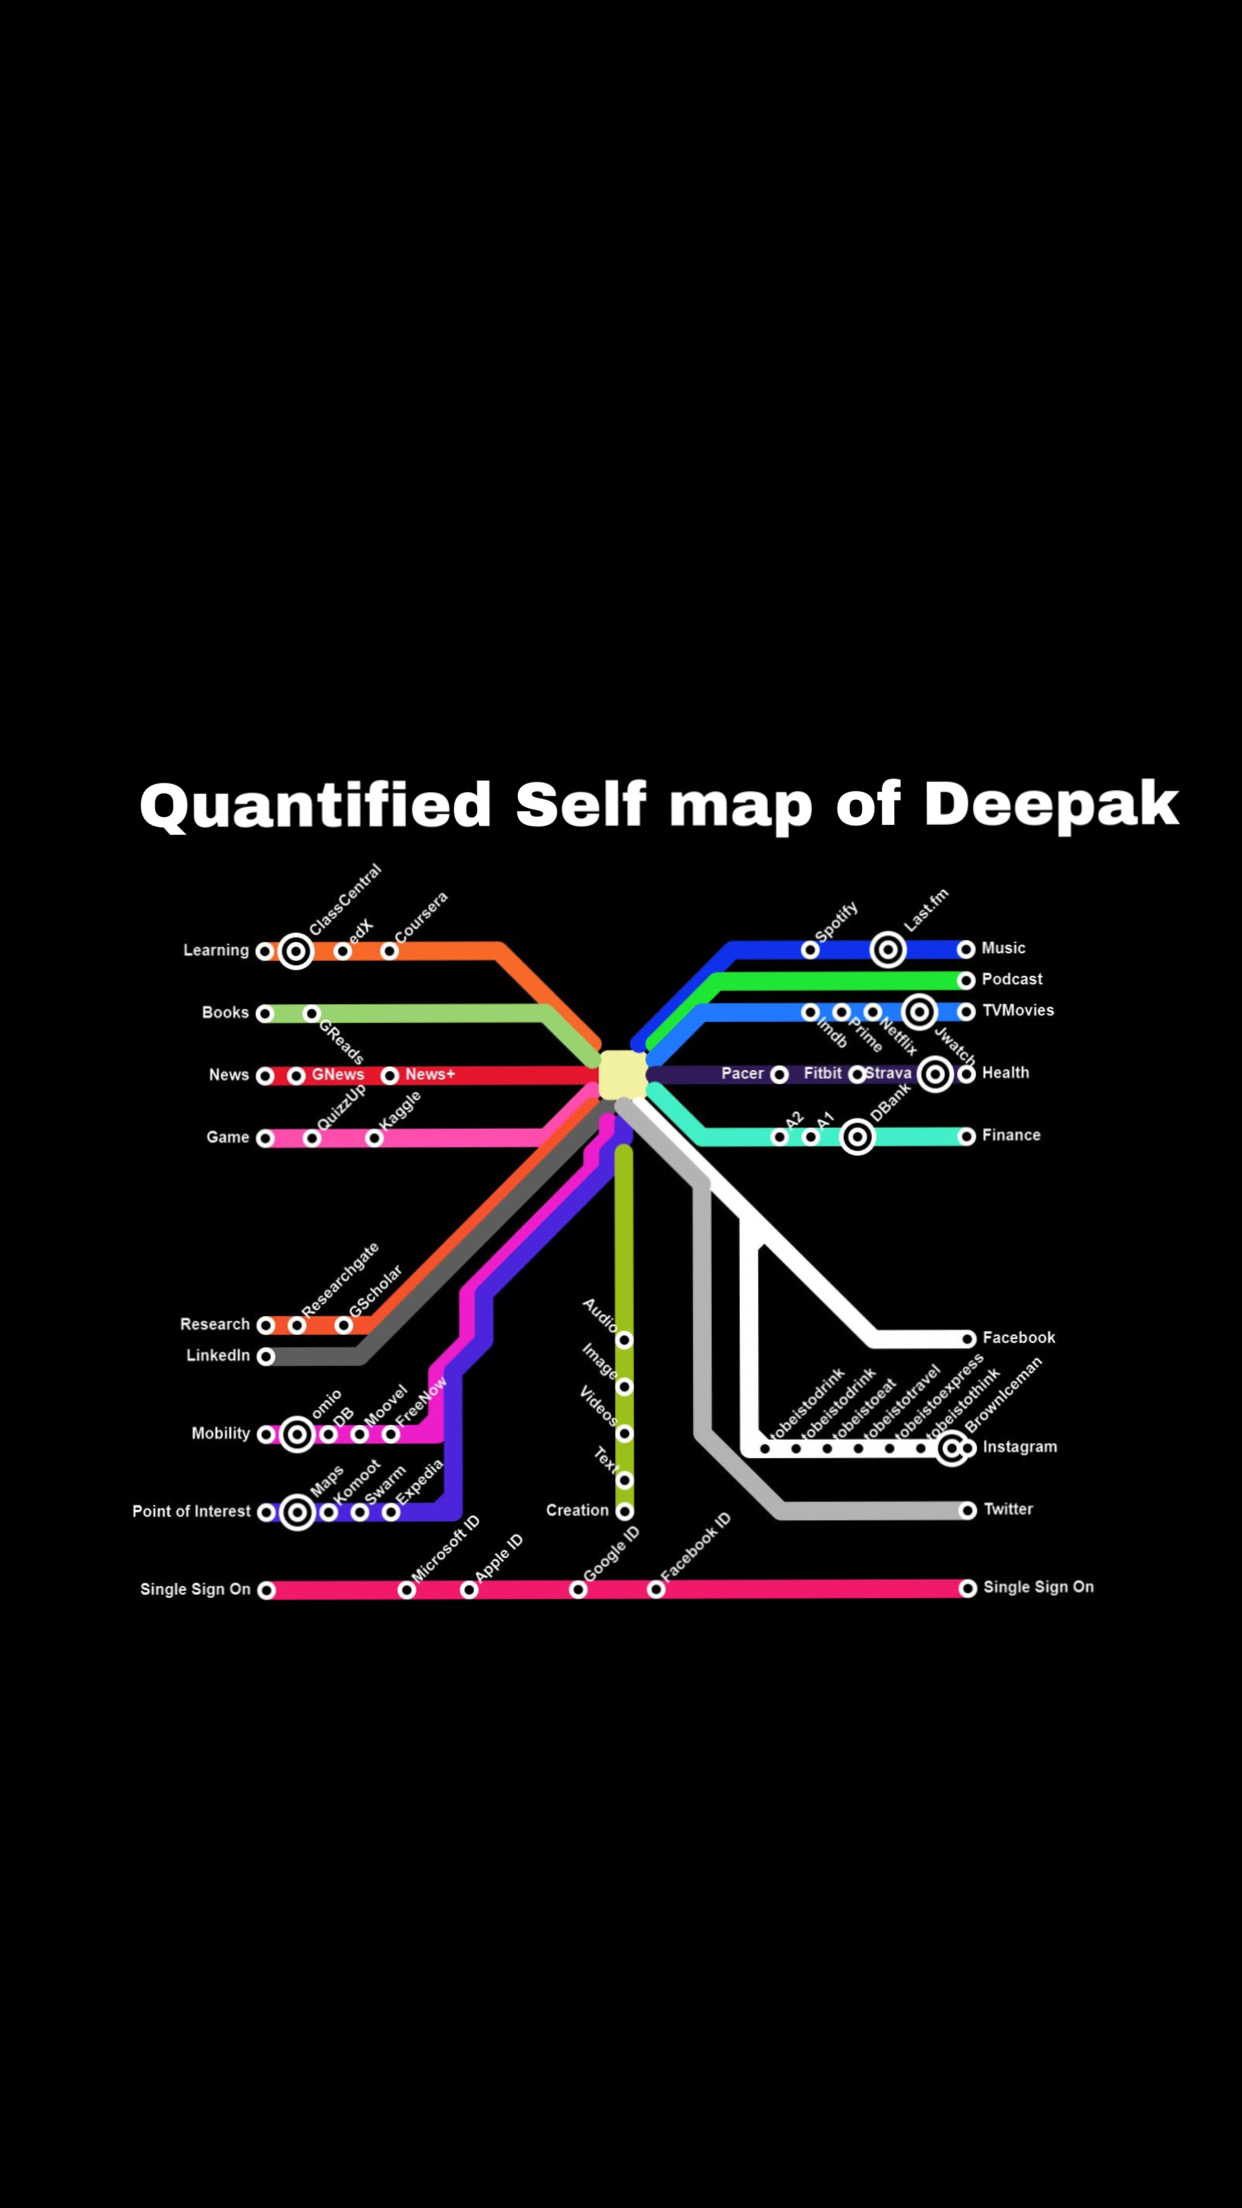 Quantified Self map of Deepak
Learning
ClassCentral
edX
Coursera
Books
GReads
News
GNews
News+
Game
QuizzUp
Kaggle
Research
Researchgate
GScholar
LinkedIn
Mobility
omio
DB
Moovel
FreeNow
Point of Interest
Maps
Komoot
Swarm
Expedia
Single Sign On
Microsoft ID
Apple ID
Google ID
Facebook ID
Single Sign On
Audio
Image
Videos
Text
Creation
Spotify
Last.fm
Music
Podcast
Imdb
Prime
Netflix
Jwatch
TVMovies
Pacer
Fitbit
Strava
Health
A2
A1
DBank
Finance
Facebook
tobeistodrink
tobeistodrink
tobeistoeat
tobeistotravel
tobeistoexpress
tobeistothink
BrownIceman
Instagram
Twitter